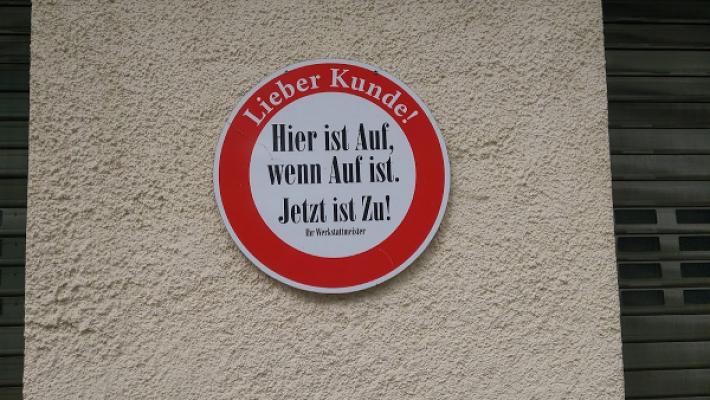 Lieber Kunde!
Hier ist Auf,
wenn Auf ist.
Jetzt ist Zu!
Ihr Werkstattmeister